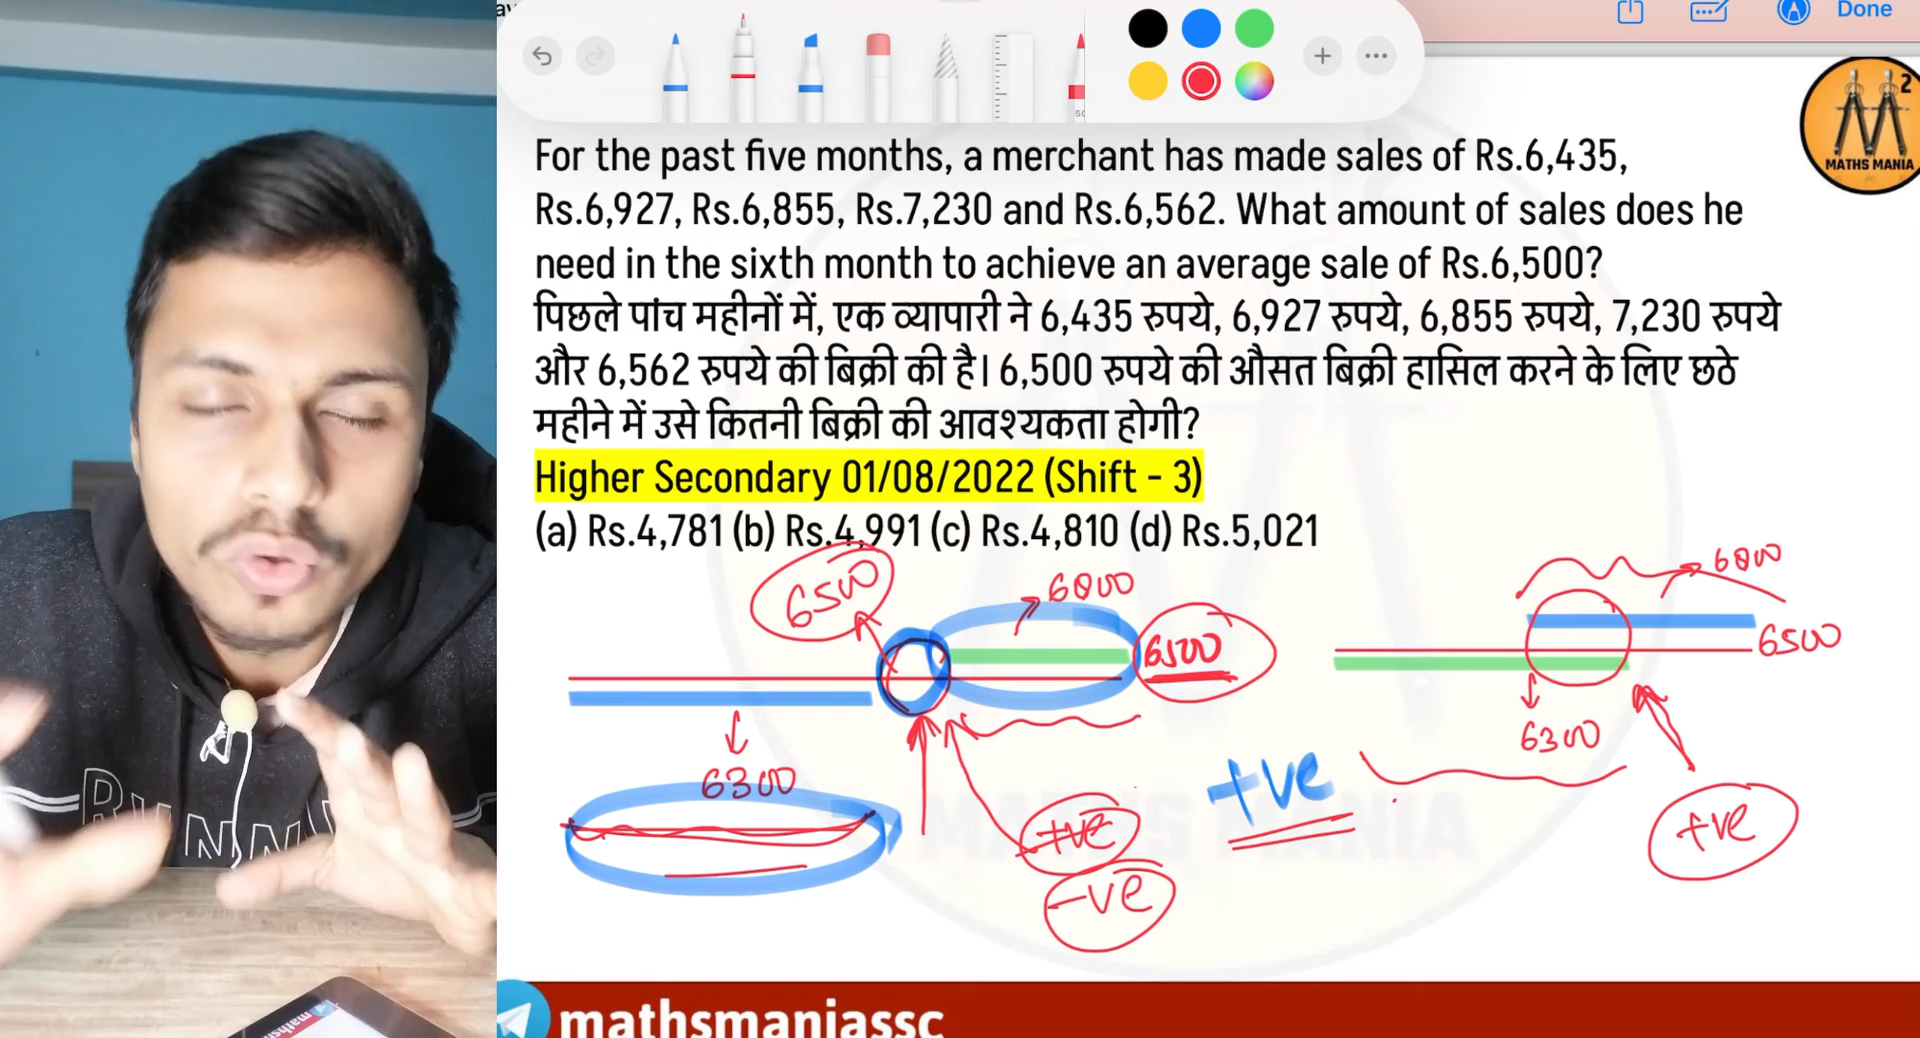 Done
2
MATHS MANIA
For the past five months, a merchant has made sales of Rs.6,435,
Rs.6,927, Rs.6,855, Rs.7,230 and Rs.6,562. What amount of sales does he
need in the sixth month to achieve an average sale of Rs.6,500?
पिछले पांच महीनों में, एक व्यापारी ने 6,435 रुपये, 6,927 रुपये, 6,855 रुपये, 7,230 रुपये
और 6,562 रुपये की बिक्री की है। 6,500 रुपये की औसत बिक्री हासिल करने के लिए छठे
महीने में उसे कितनी बिक्री की आवश्यकता होगी?
Higher Secondary 01/08/2022 (Shift - 3)
(a) Rs.4,781 (b) Rs.4,991 (c) Rs.4,810 (d) Rs.5,021
6500 6800 6800
6500 6500
6300 6300
+ve +ve +ve
-ve
MATHS MANIA
mathsmaniassc